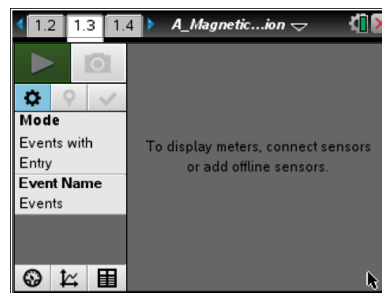 1.2 1.3 1.4 A_Magnetic...ion
Mode
Events with
Entry
Event Name
Events
To display meters, connect sensors
or add offline sensors.